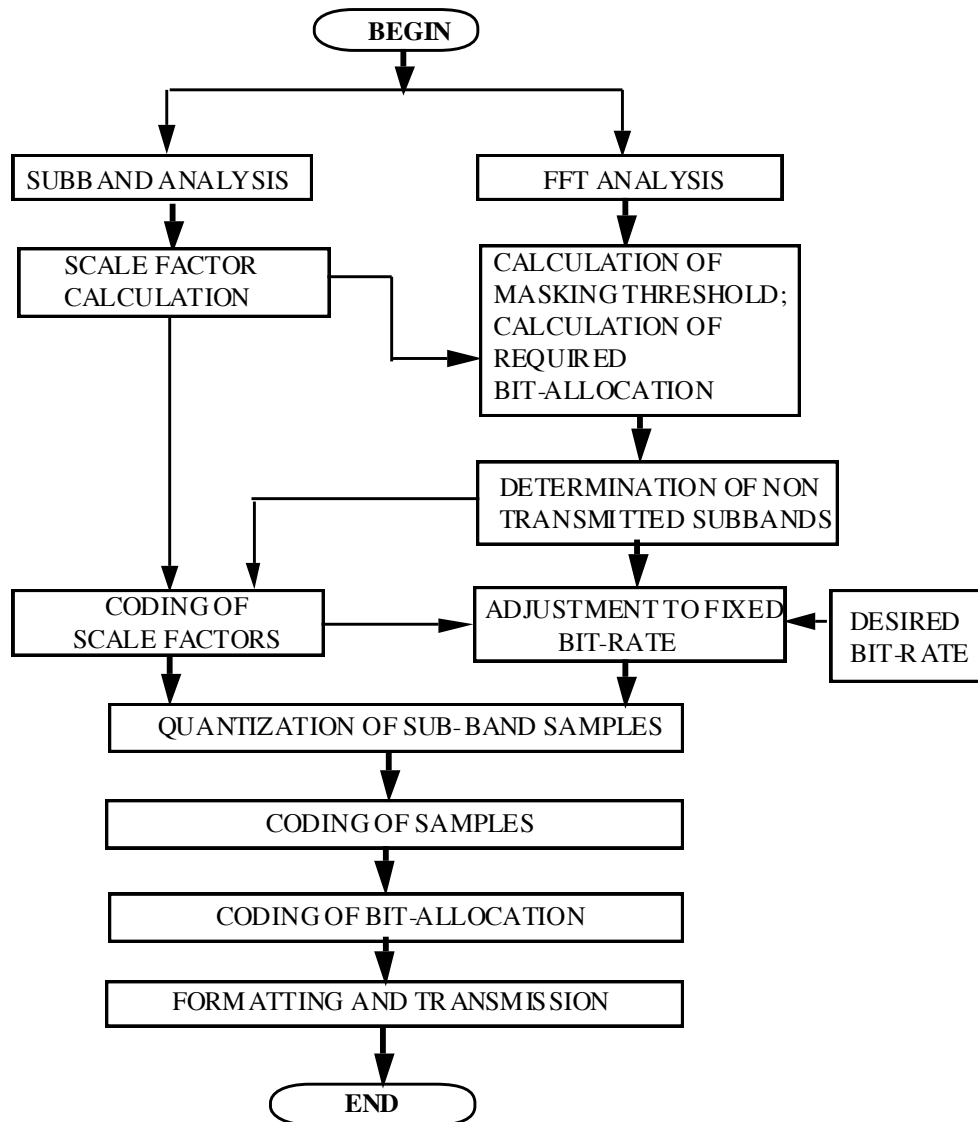 BEGIN
SUBBAND ANALYSIS
FFT ANALYSIS
SCALE FACTOR
CALCULATION
CALCULATION OF
MASKING THRESHOLD;
CALCULATION OF
REQUIRED
BIT-ALLOCATION
DETERMINATION OF NON
TRANSMITTED SUBBANDS
CODING OF
SCALE FACTORS
ADJUSTMENT TO FIXED
BIT-RATE
DESIRED
BIT-RATE
QUANTIZATION OF SUB-BAND SAMPLES
CODING OF SAMPLES
CODING OF BIT-ALLOCATION
FORMATTING AND TRANSMISSION
END